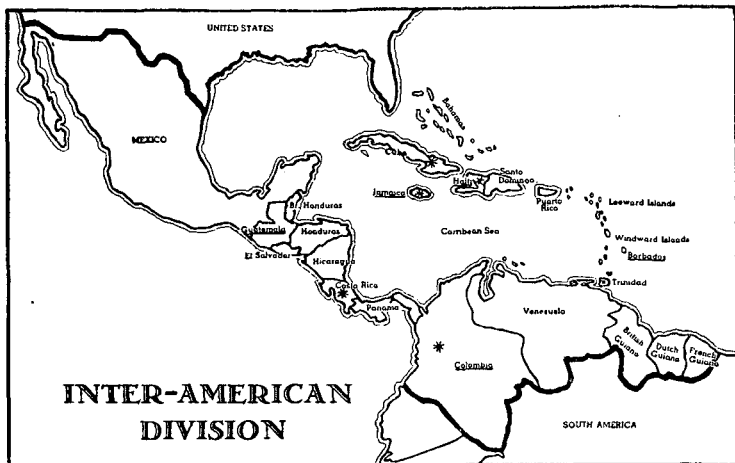 UNITED STATES
MEXICO
Bahamas
Cuba
Haiti
Santo
Domingo
Jamaica
Puerto
Rico
Leeward Islands
Br. Honduras
Guatemala
Honduras
El Salvador
Nicaragua
Carribean Sea
Windward Islands
Barbados
Costa Rica
Panama
Trinidad
Venezuela
British
Guiana
Dutch
Guiana
French
Guiana
Colombia
INTER-AMERICAN
DIVISION
SOUTH AMERICA